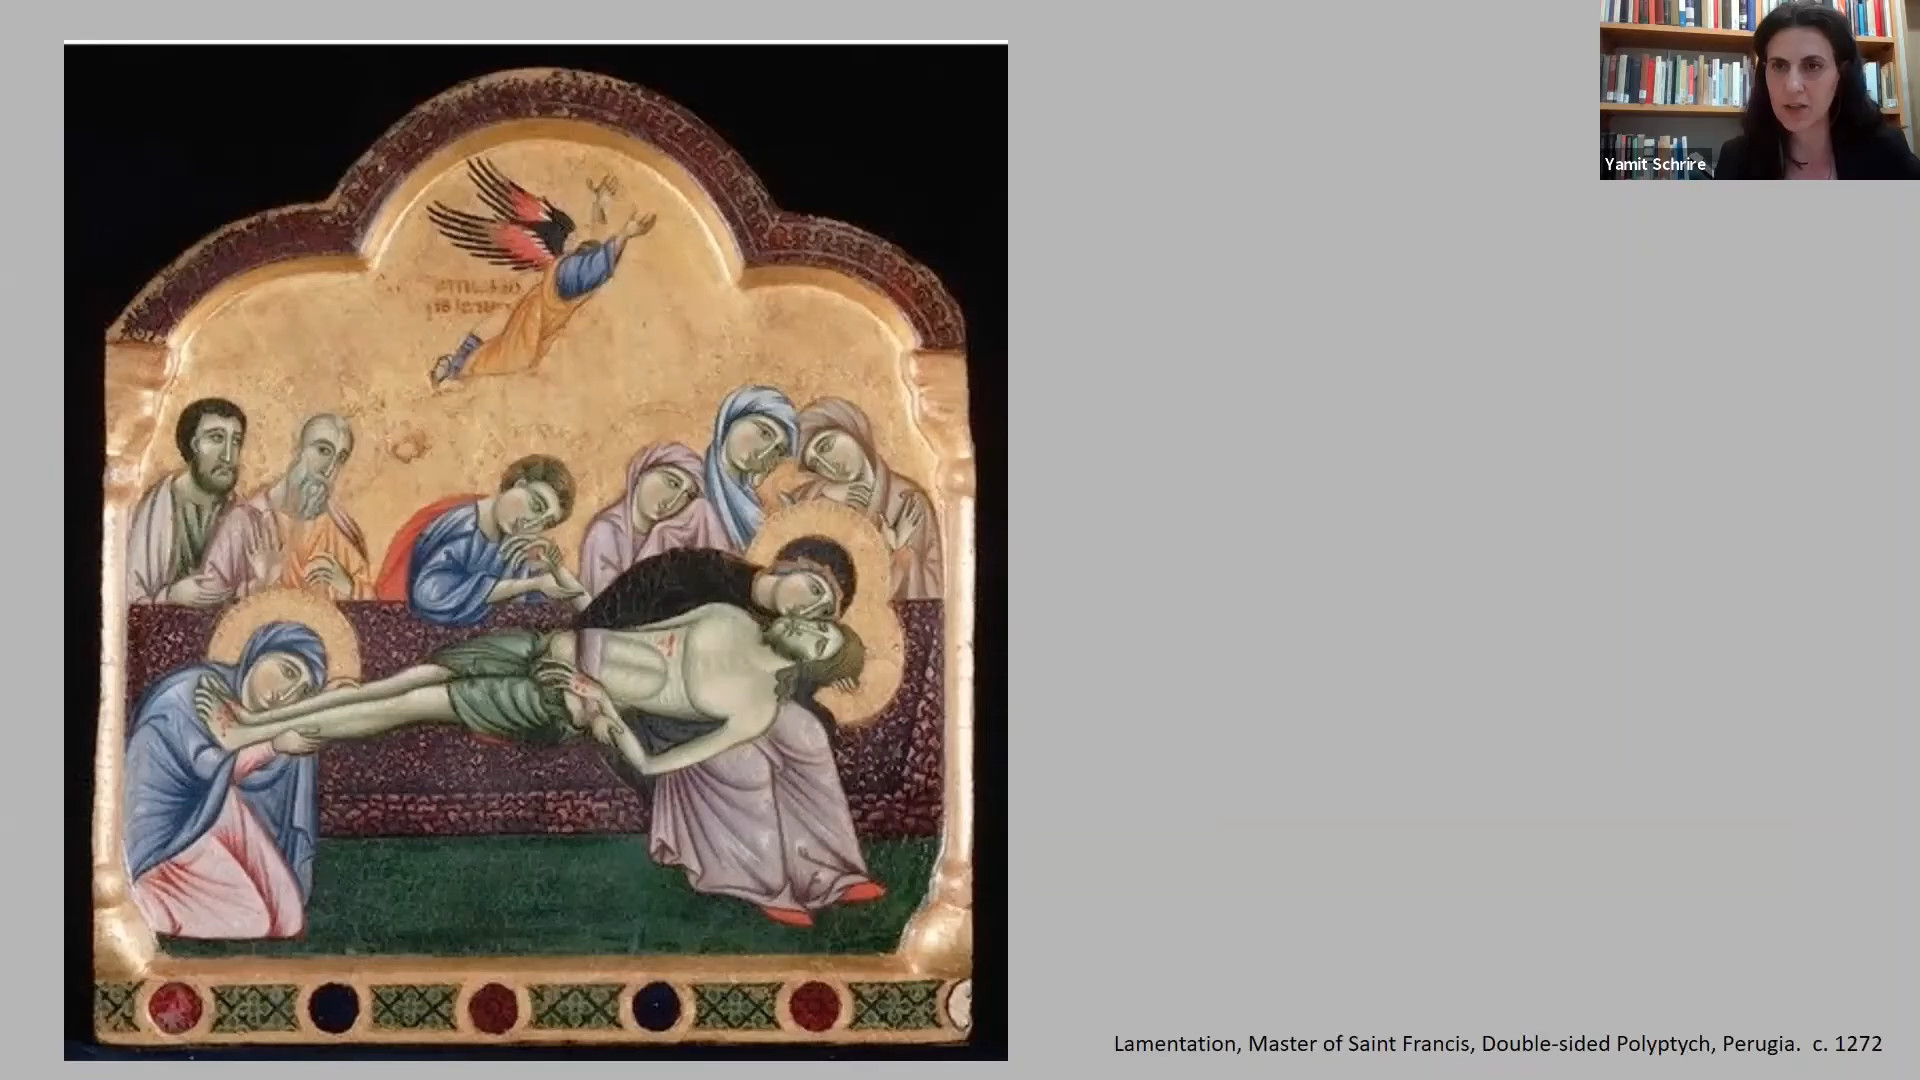 Yamit Schrire
Lamentation, Master of Saint Francis, Double-sided Polyptych, Perugia.  c. 1272